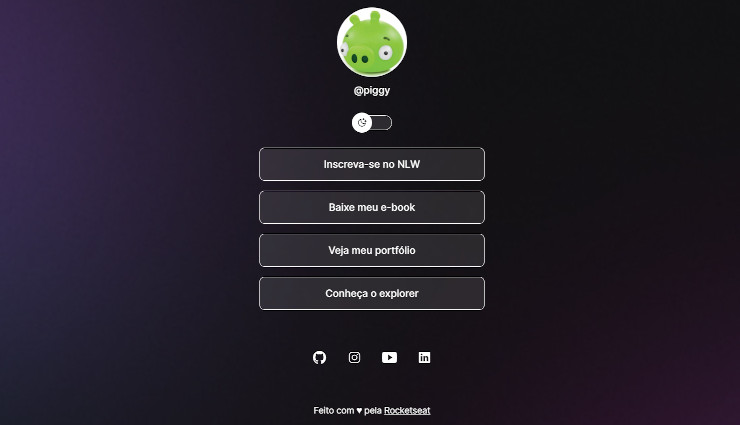 @piggy
Inscreva-se no NLW
Baixe meu e-book
Veja meu portfólio
Conheça o explorer
Feito com ♥ pela Rocketseat